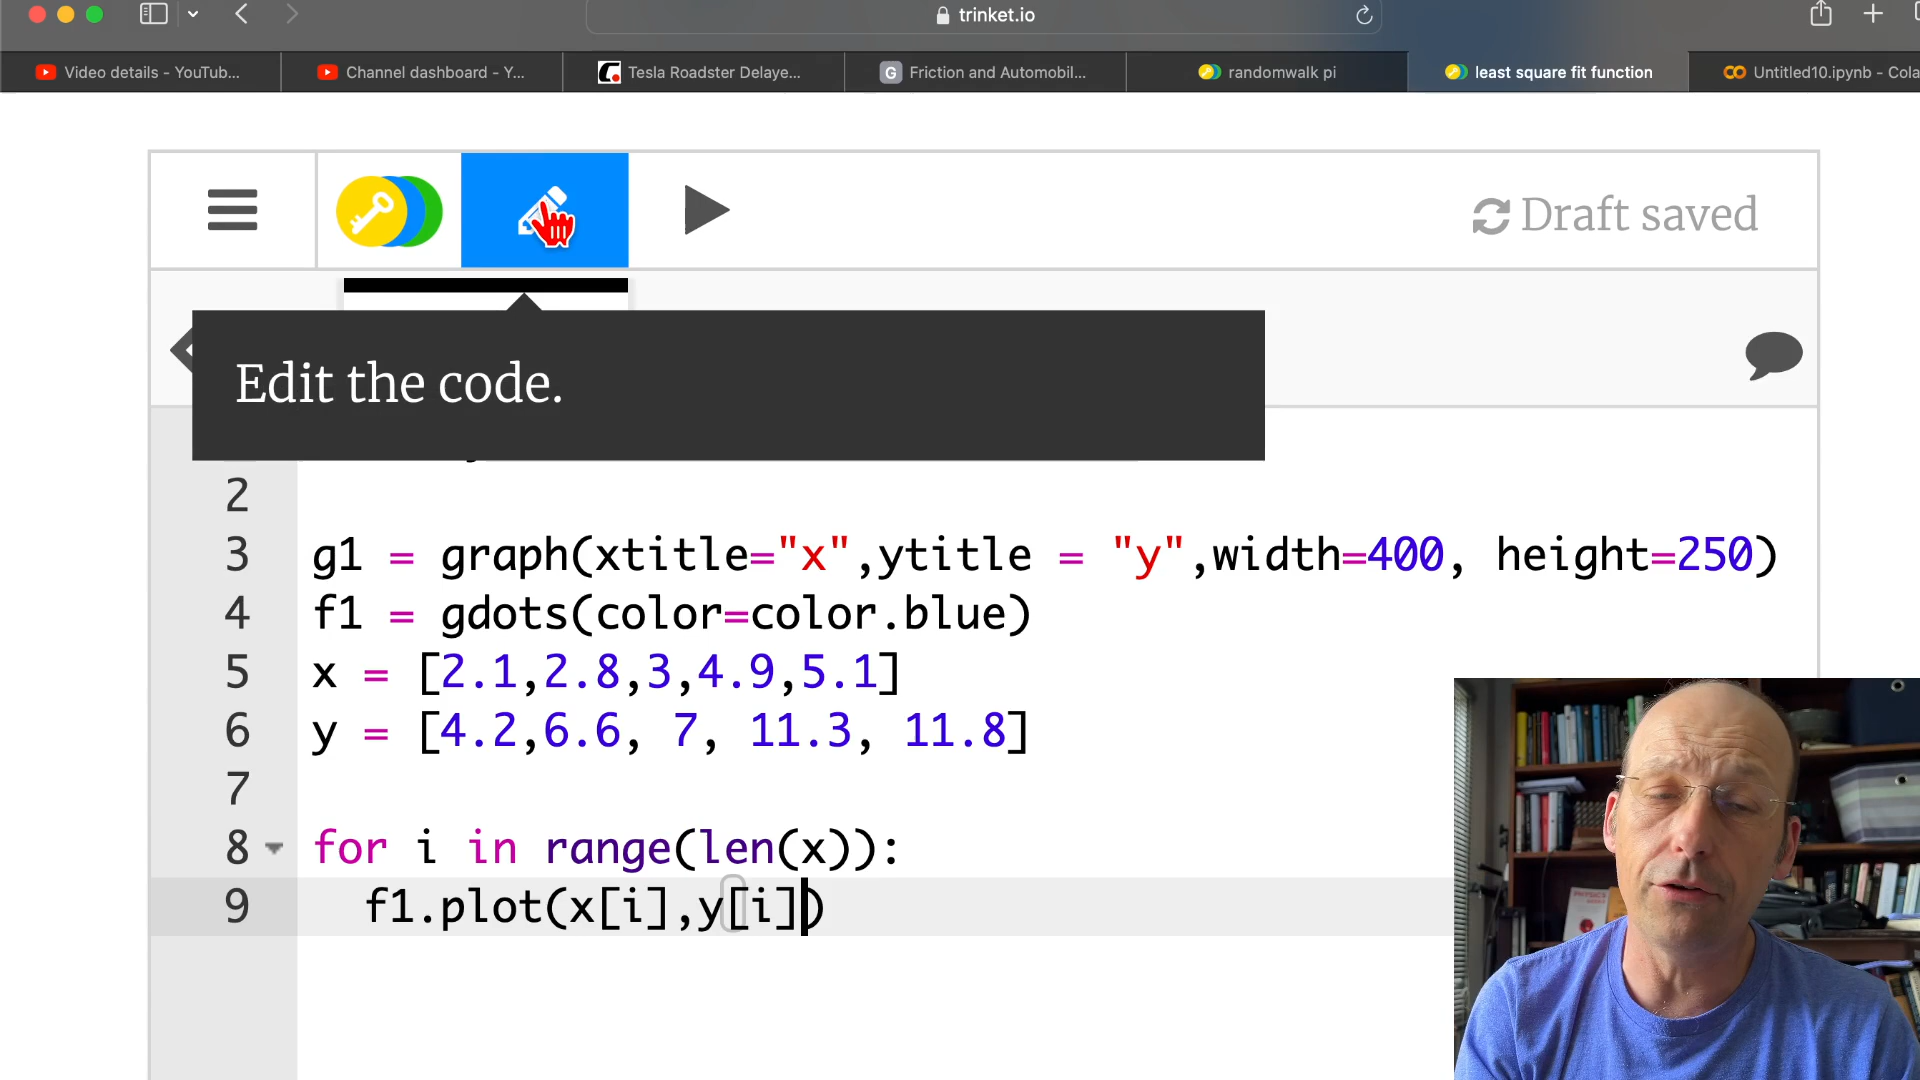 trinket.io
Video details - YouTub...
Channel dashboard - Y...
Tesla Roadster Delaye...
G Friction and Automobil...
randomwalk pi
least square fit function
Untitled10.ipynb - Cola
Draft saved
Edit the code.
2
3 g1 = graph(xtitle="x",ytitle = "y",width=400, height=250)
4 f1 = gdots(color=color.blue)
5 x = [2.1,2.8,3,4.9,5.1]
6 y = [4.2,6.6, 7, 11.3, 11.8]
7
8 for i in range(len(x)):
9 f1.plot(x[i],y[i])